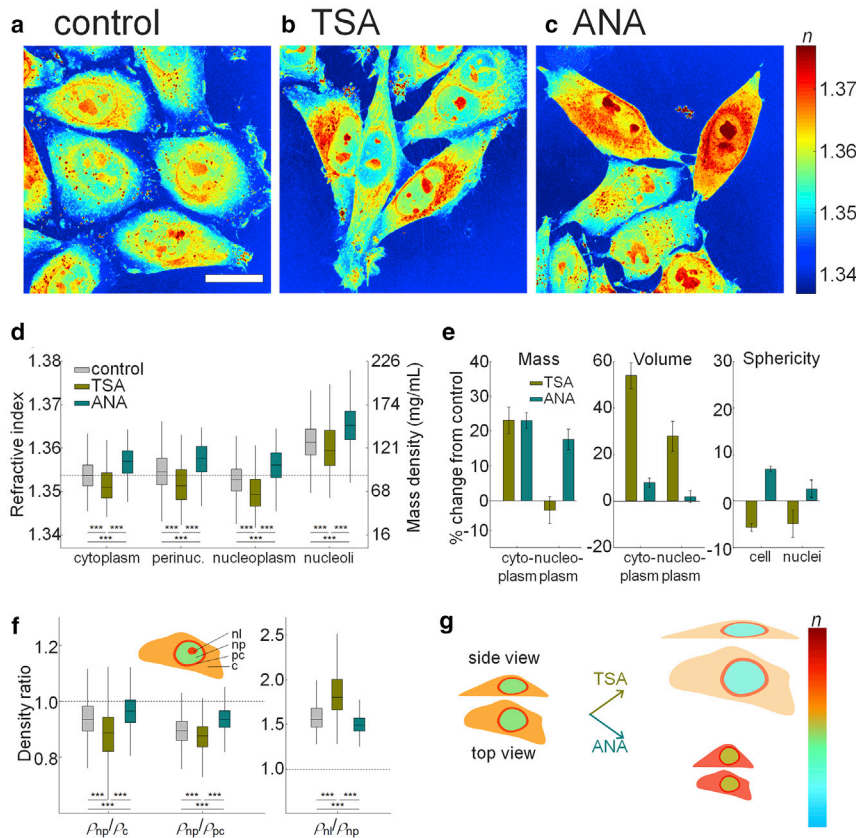 a control
b TSA
c ANA
n
1.37
1.36
1.35
1.34
d
control
TSA
ANA
Refractive index
1.38
1.37
1.36
1.35
1.34
226
174
121
68
16
Mass density (mg/mL)
*** ***
***
*** ***
***
*** ***
***
*** ***
***
cytoplasm perinuc. nucleoplasm nucleoli
e
Mass Volume Sphericity
TSA
ANA
% change from control
40
30
20
10
0
-10
60
40
20
0
-20
30
20
10
0
-10
cyto-nucleo-
plasm plasm
cyto-nucleo-
plasm plasm
cell nuclei
f
nl
np
pc
c
Density ratio
1.2
1.0
0.8
2.5
2.0
1.5
1.0
*** ***
***
*** ***
***
*** ***
***
ρnp/ρc ρnp/ρpc ρnl/ρnp
g
n
side view
top view
TSA
ANA